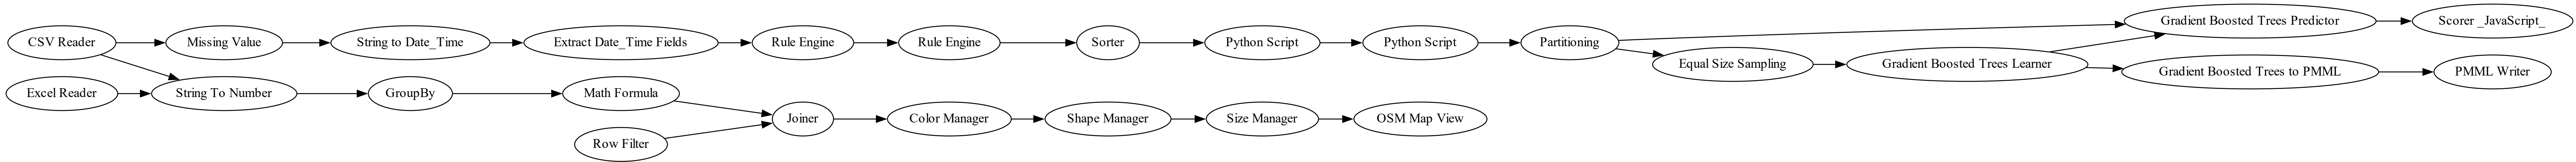 CSV Reader
Missing Value
String to Date_Time
Extract Date_Time Fields
Rule Engine
Rule Engine
Sorter
Python Script
Python Script
Partitioning
Gradient Boosted Trees Predictor
Scorer _JavaScript_
Equal Size Sampling
Gradient Boosted Trees Learner
Gradient Boosted Trees to PMML
PMML Writer
Excel Reader
String To Number
GroupBy
Math Formula
Joiner
Color Manager
Shape Manager
Size Manager
OSM Map View
Row Filter